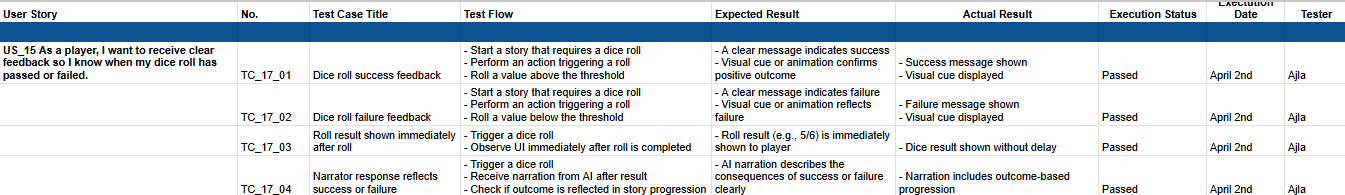 User Story No. Test Case Title Test Flow Expected Result Actual Result Execution Status Execution Date Tester
US_15 As a player, I want to receive clear
feedback so I know when my dice roll has
passed or failed.
TC_17_01
Dice roll success feedback
- Start a story that requires a dice roll
- Perform an action triggering a roll
- Roll a value above the threshold
- A clear message indicates success
- Visual cue or animation confirms
positive outcome
- Success message shown
- Visual cue displayed
Passed
April 2nd
Ajla
TC_17_02
Dice roll failure feedback
- Start a story that requires a dice roll
- Perform an action triggering a roll
- Roll a value below the threshold
- A clear message indicates failure
- Visual cue or animation reflects
failure
- Failure message shown
- Visual cue displayed
Passed
April 2nd
Ajla
TC_17_03
Roll result shown immediately
after roll
- Trigger a dice roll
- Observe UI immediately after roll is completed
- Roll result (e.g., 5/6) is immediately
shown to player
- Dice result shown without delay
Passed
April 2nd
Ajla
TC_17_04
Narrator response reflects
success or failure
- Trigger a dice roll
- Receive narration from AI after result
- Check if outcome is reflected in story progression
- AI narration describes the
consequences of success or failure
clearly
- Narration includes outcome-based
progression
Passed
April 2nd
Ajla